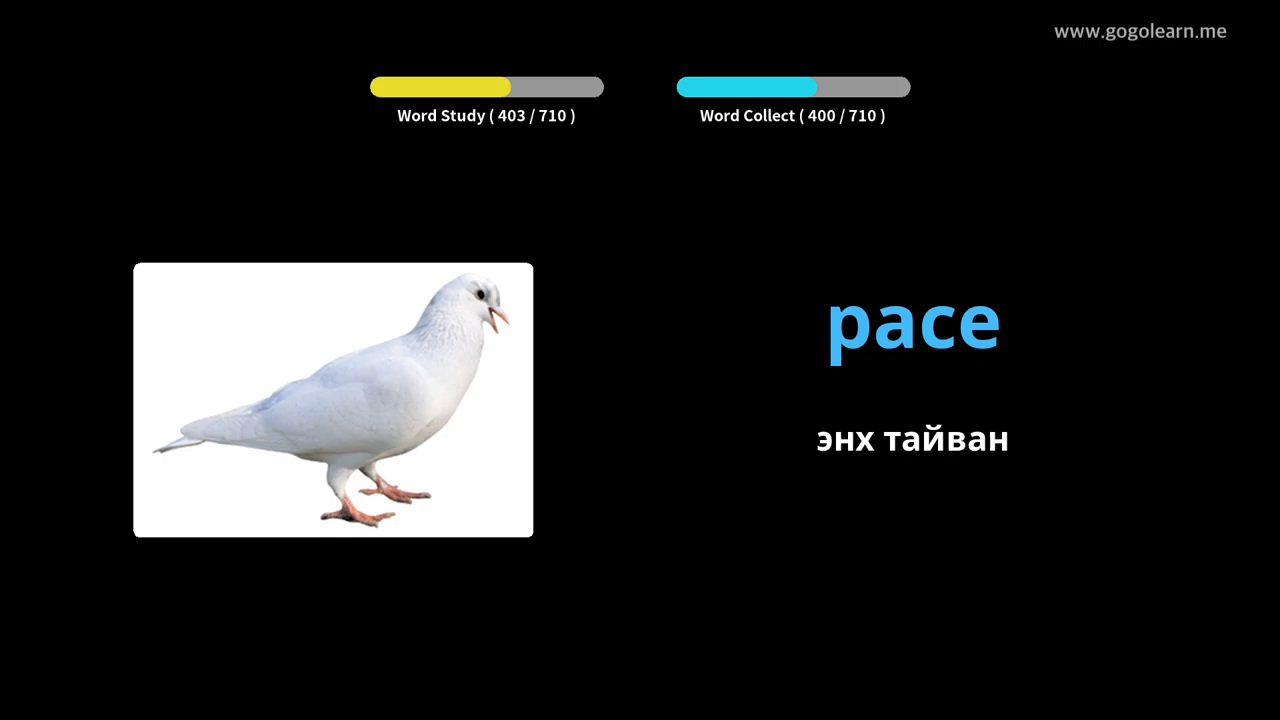 www.gogolearn.me
Word Study ( 403 / 710 )
Word Collect ( 400 / 710 )
pace
энх тайван